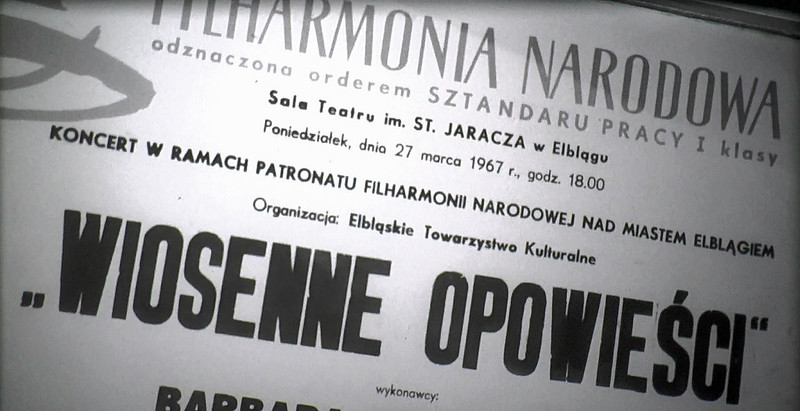 FILHARMONIA NARODOWA
odznaczona orderem SZTANDARU PRACY I klasy
Sala Teatru im. ST. JARACZA w Elblągu
Poniedziałek, dnia 27 marca 1967 r., godz. 18.00
KONCERT W RAMACH PATRONATU FILHARMONII NARODOWEJ NAD MIASTEM ELBLĄGIEM
Organizacja: Elbląskie Towarzystwo Kulturalne
„WIOSENNE OPOWIEŚCI“
wykonawcy:
BARBARA